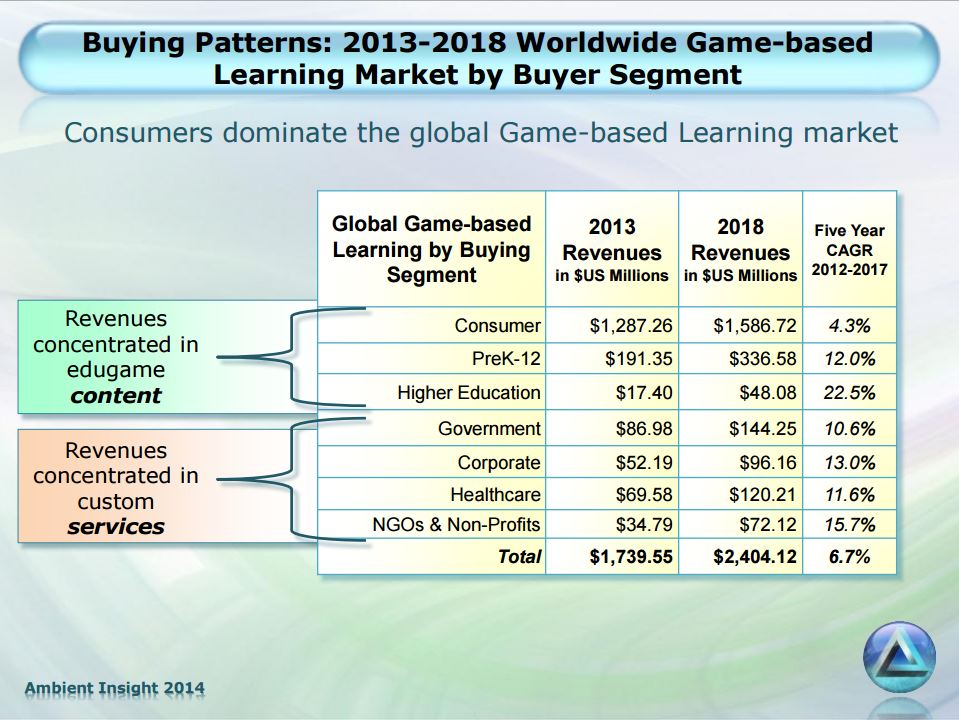 Buying Patterns: 2013-2018 Worldwide Game-based
Learning Market by Buyer Segment
Consumers dominate the global Game-based Learning market
Global Game-based
Learning by Buying
Segment
2013
Revenues
in $US Millions
2018
Revenues
in $US Millions
Five Year
CAGR
2012-2017
Revenues
concentrated in
edugame
content
Consumer $1,287.26 $1,586.72 4.3%
PreK-12 $191.35 $336.58 12.0%
Higher Education $17.40 $48.08 22.5%
Revenues
concentrated in
custom
services
Government $86.98 $144.25 10.6%
Corporate $52.19 $96.16 13.0%
Healthcare $69.58 $120.21 11.6%
NGOs & Non-Profits $34.79 $72.12 15.7%
Total $1,739.55 $2,404.12 6.7%
Ambient Insight 2014